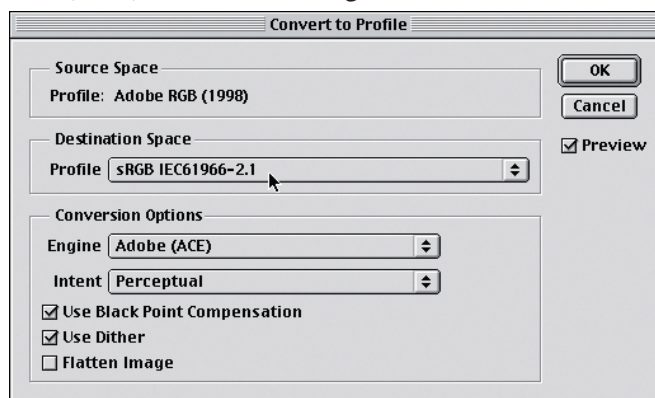 Convert to Profile
Source Space
Profile: Adobe RGB (1998)
OK
Cancel
Preview
Destination Space
Profile sRGB IEC61966-2.1
Conversion Options
Engine Adobe (ACE)
Intent Perceptual
Use Black Point Compensation
Use Dither
Flatten Image